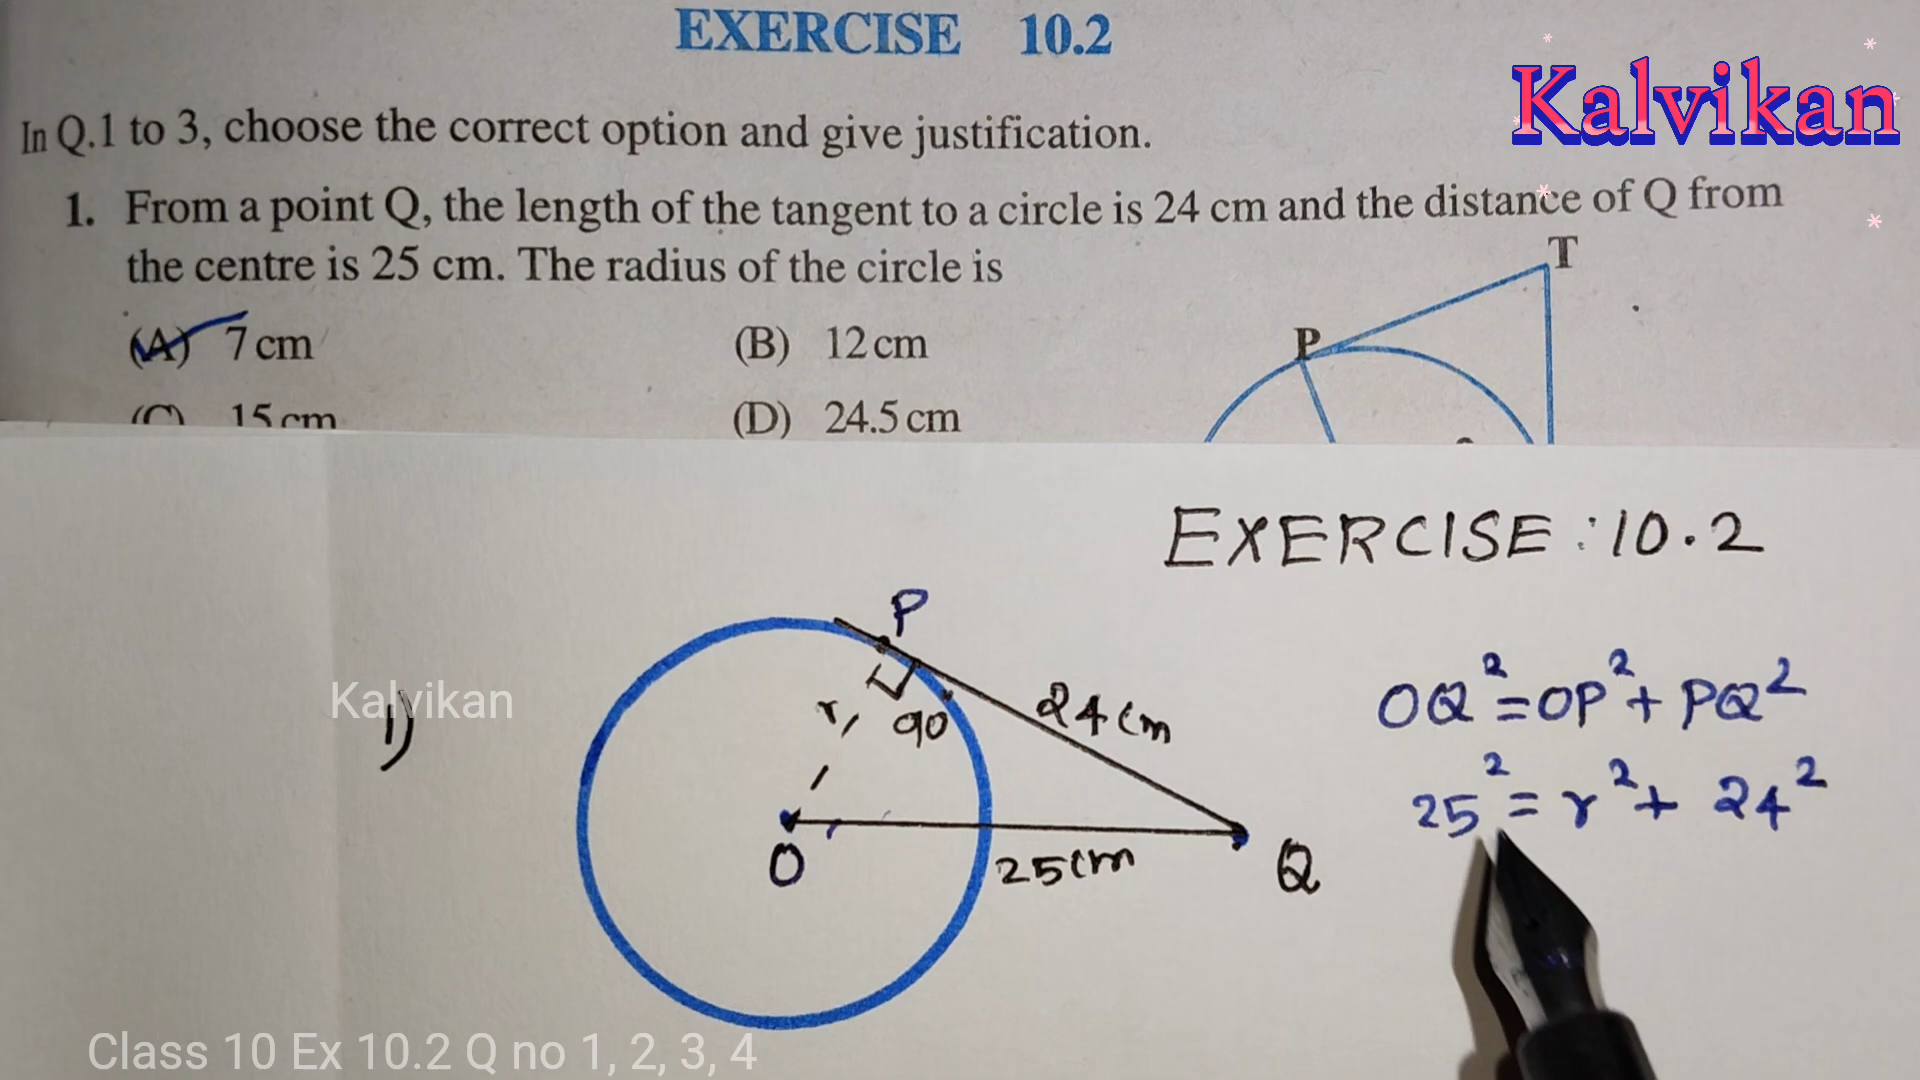 EXERCISE 10.2
Kalvikan
In Q.1 to 3, choose the correct option and give justification.
1. From a point Q, the length of the tangent to a circle is 24 cm and the distance of Q from
the centre is 25 cm. The radius of the circle is
T
(A) 7 cm (B) 12 cm
P
(C) 15 cm (D) 24.5 cm
EXERCISE : 10.2
P
Kalvikan
1)
r,
90
24cm
OQ²=OP²+PQ²
25²=r²+ 24²
O
25cm
Q
Class 10 Ex 10.2 Q no 1, 2, 3, 4